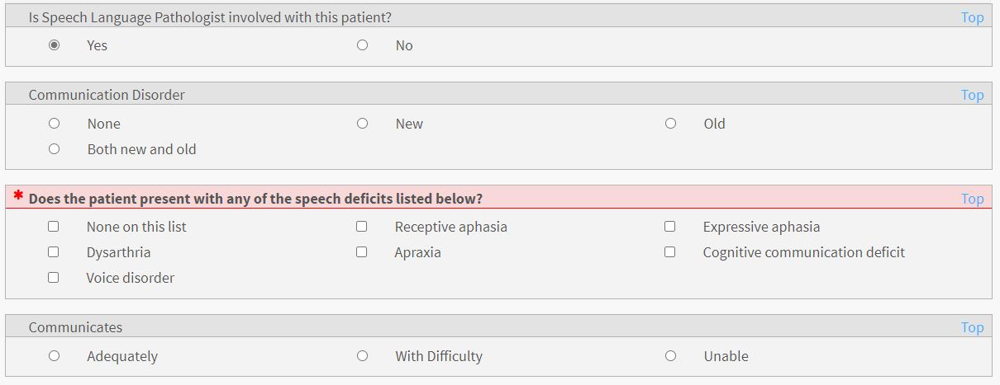 Is Speech Language Pathologist involved with this patient? Top
Yes No
Communication Disorder Top
None New Old
Both new and old
* Does the patient present with any of the speech deficits listed below? Top
None on this list Receptive aphasia Expressive aphasia
Dysarthria Apraxia Cognitive communication deficit
Voice disorder
Communicates Top
Adequately With Difficulty Unable